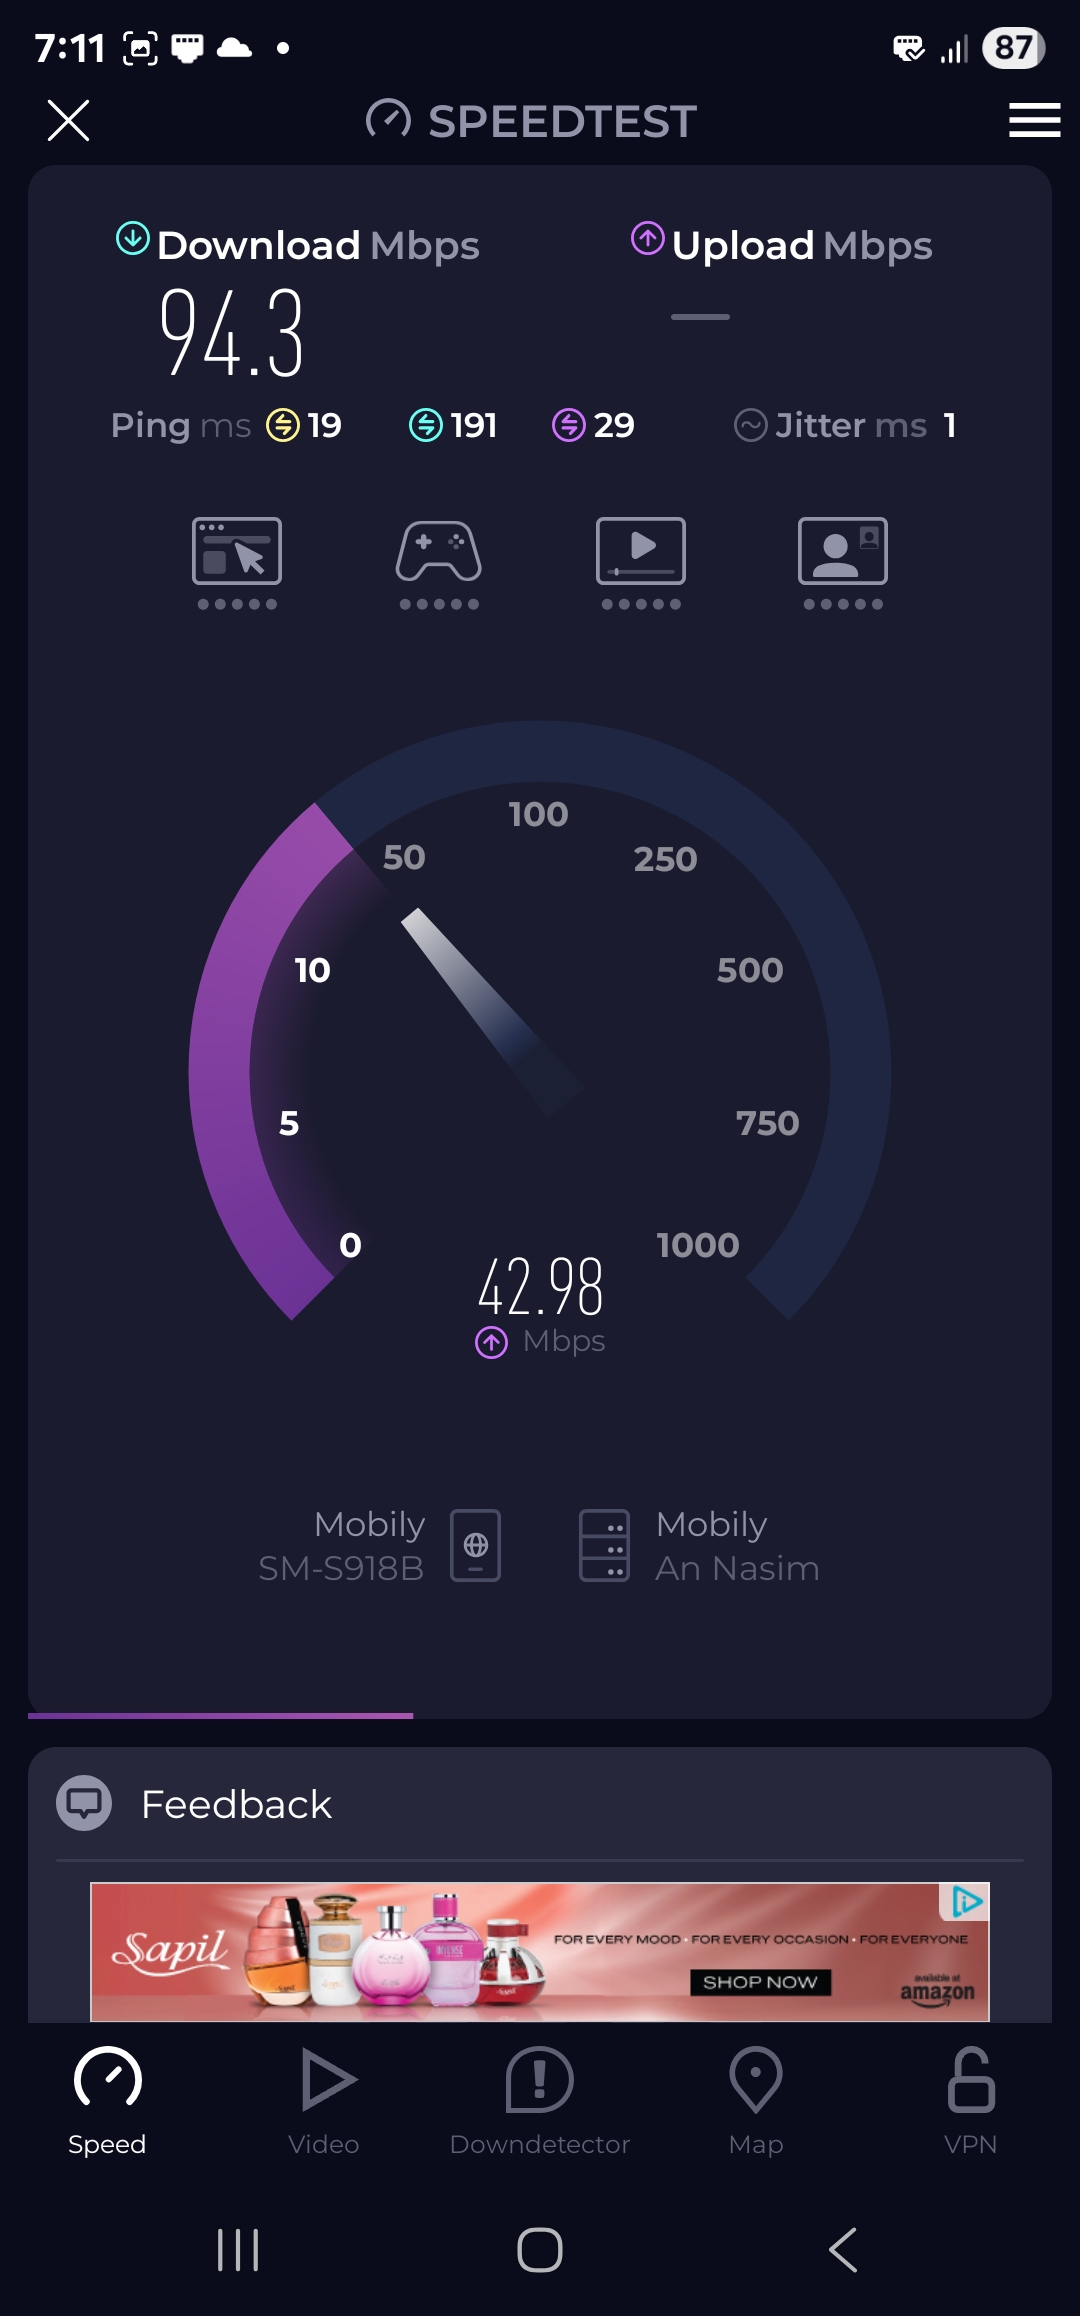 7:11
87
SPEEDTEST
Download Mbps
Upload Mbps
94.3
—
Ping ms 19 191 29 Jitter ms 1
100
50
250
10
500
5
750
0
1000
42.98
Mbps
Mobily
SM-S918B
Mobily
An Nasim
Feedback
Sapil
FOR EVERY MOOD · FOR EVERY OCCASION · FOR EVERYONE
SHOP NOW
available at
amazon
Speed
Video
Downdetector
Map
VPN